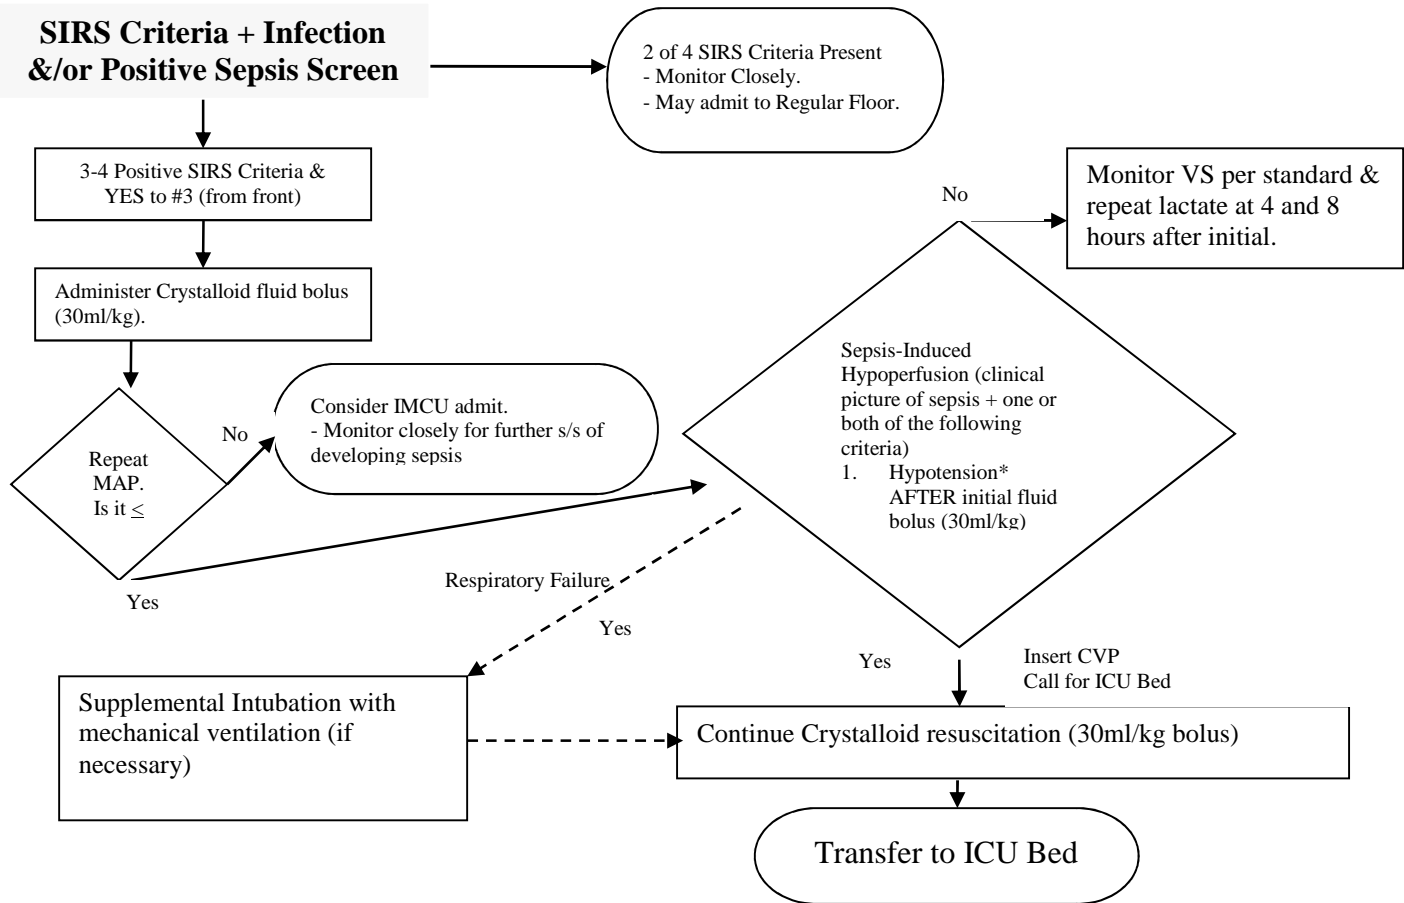 SIRS Criteria + Infection
&/or Positive Sepsis Screen
2 of 4 SIRS Criteria Present
- Monitor Closely.
- May admit to Regular Floor.
3-4 Positive SIRS Criteria &
YES to #3 (from front)
No
Monitor VS per standard &
repeat lactate at 4 and 8
hours after initial.
Administer Crystalloid fluid bolus
(30ml/kg).
Sepsis-Induced
Hypoperfusion (clinical
picture of sepsis + one or
both of the following
criteria)
1. Hypotension*
AFTER initial fluid
bolus (30ml/kg)
No
Consider IMCU admit.
- Monitor closely for further s/s of
developing sepsis
Repeat
MAP.
Is it ≤
Yes
Respiratory Failure
Yes
Yes
Insert CVP
Call for ICU Bed
Supplemental Intubation with
mechanical ventilation (if
necessary)
Continue Crystalloid resuscitation (30ml/kg bolus)
Transfer to ICU Bed